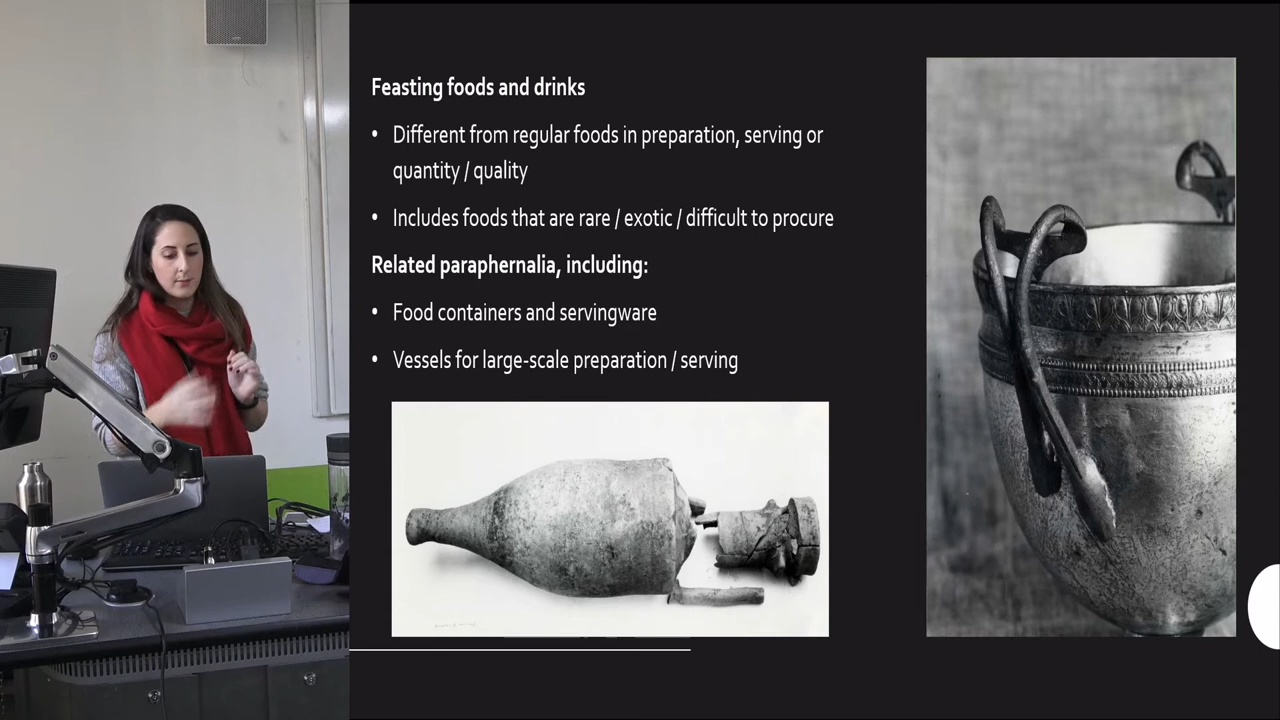 Feasting foods and drinks
• Different from regular foods in preparation, serving or
quantity / quality
• Includes foods that are rare / exotic / difficult to procure
Related paraphernalia, including:
• Food containers and servingware
• Vessels for large-scale preparation / serving